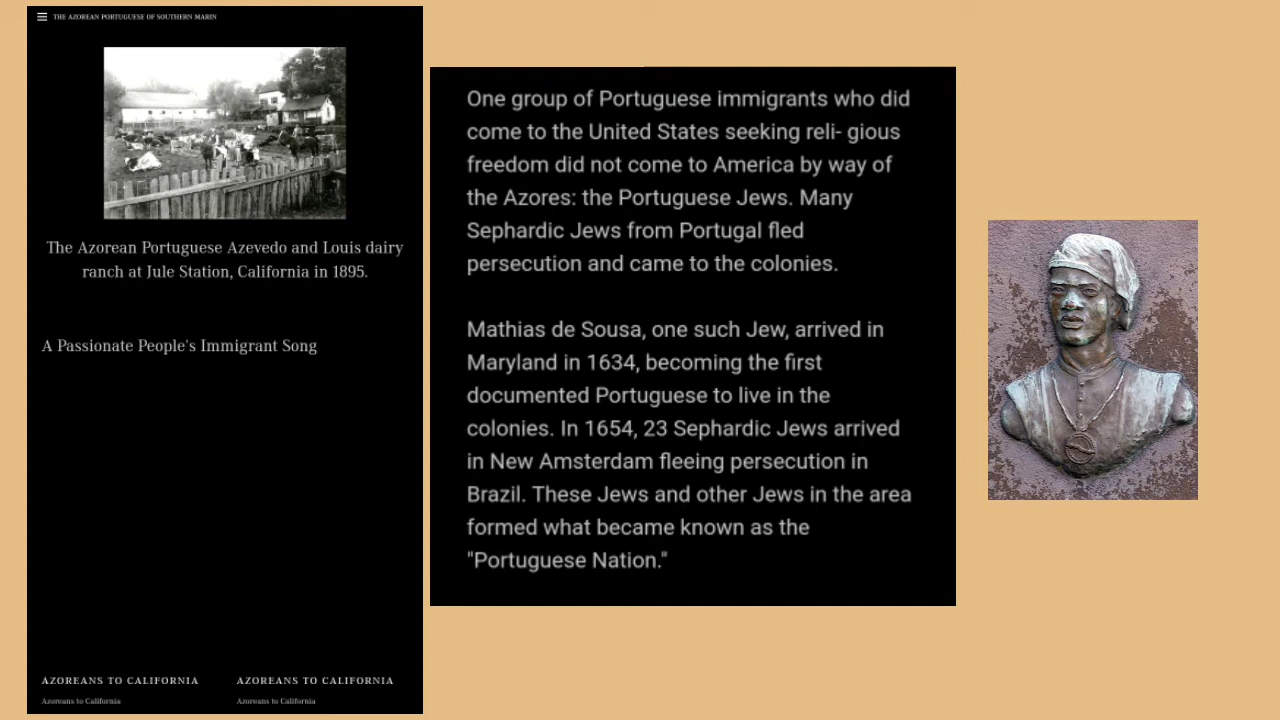 THE AZOREAN PORTUGUESE OF SOUTHERN MARIN
The Azorean Portuguese Azevedo and Louis dairy
ranch at Jule Station, California in 1895.
A Passionate People's Immigrant Song
AZOREANS TO CALIFORNIA
Azoreans to California
AZOREANS TO CALIFORNIA
Azoreans to California
One group of Portuguese immigrants who did
come to the United States seeking reli- gious
freedom did not come to America by way of
the Azores: the Portuguese Jews. Many
Sephardic Jews from Portugal fled
persecution and came to the colonies.
Mathias de Sousa, one such Jew, arrived in
Maryland in 1634, becoming the first
documented Portuguese to live in the
colonies. In 1654, 23 Sephardic Jews arrived
in New Amsterdam fleeing persecution in
Brazil. These Jews and other Jews in the area
formed what became known as the
"Portuguese Nation."